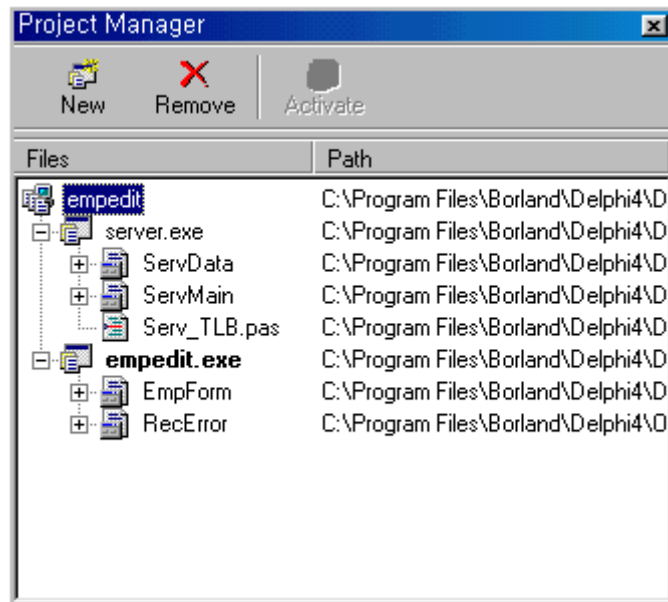 Project Manager
New Remove Activate
Files Path
empedit C:\Program Files\Borland\Delphi4\D
server.exe C:\Program Files\Borland\Delphi4\D
ServData C:\Program Files\Borland\Delphi4\D
ServMain C:\Program Files\Borland\Delphi4\D
Serv_TLB.pas C:\Program Files\Borland\Delphi4\D
empedit.exe C:\Program Files\Borland\Delphi4\D
EmpForm C:\Program Files\Borland\Delphi4\D
RecError C:\Program Files\Borland\Delphi4\O